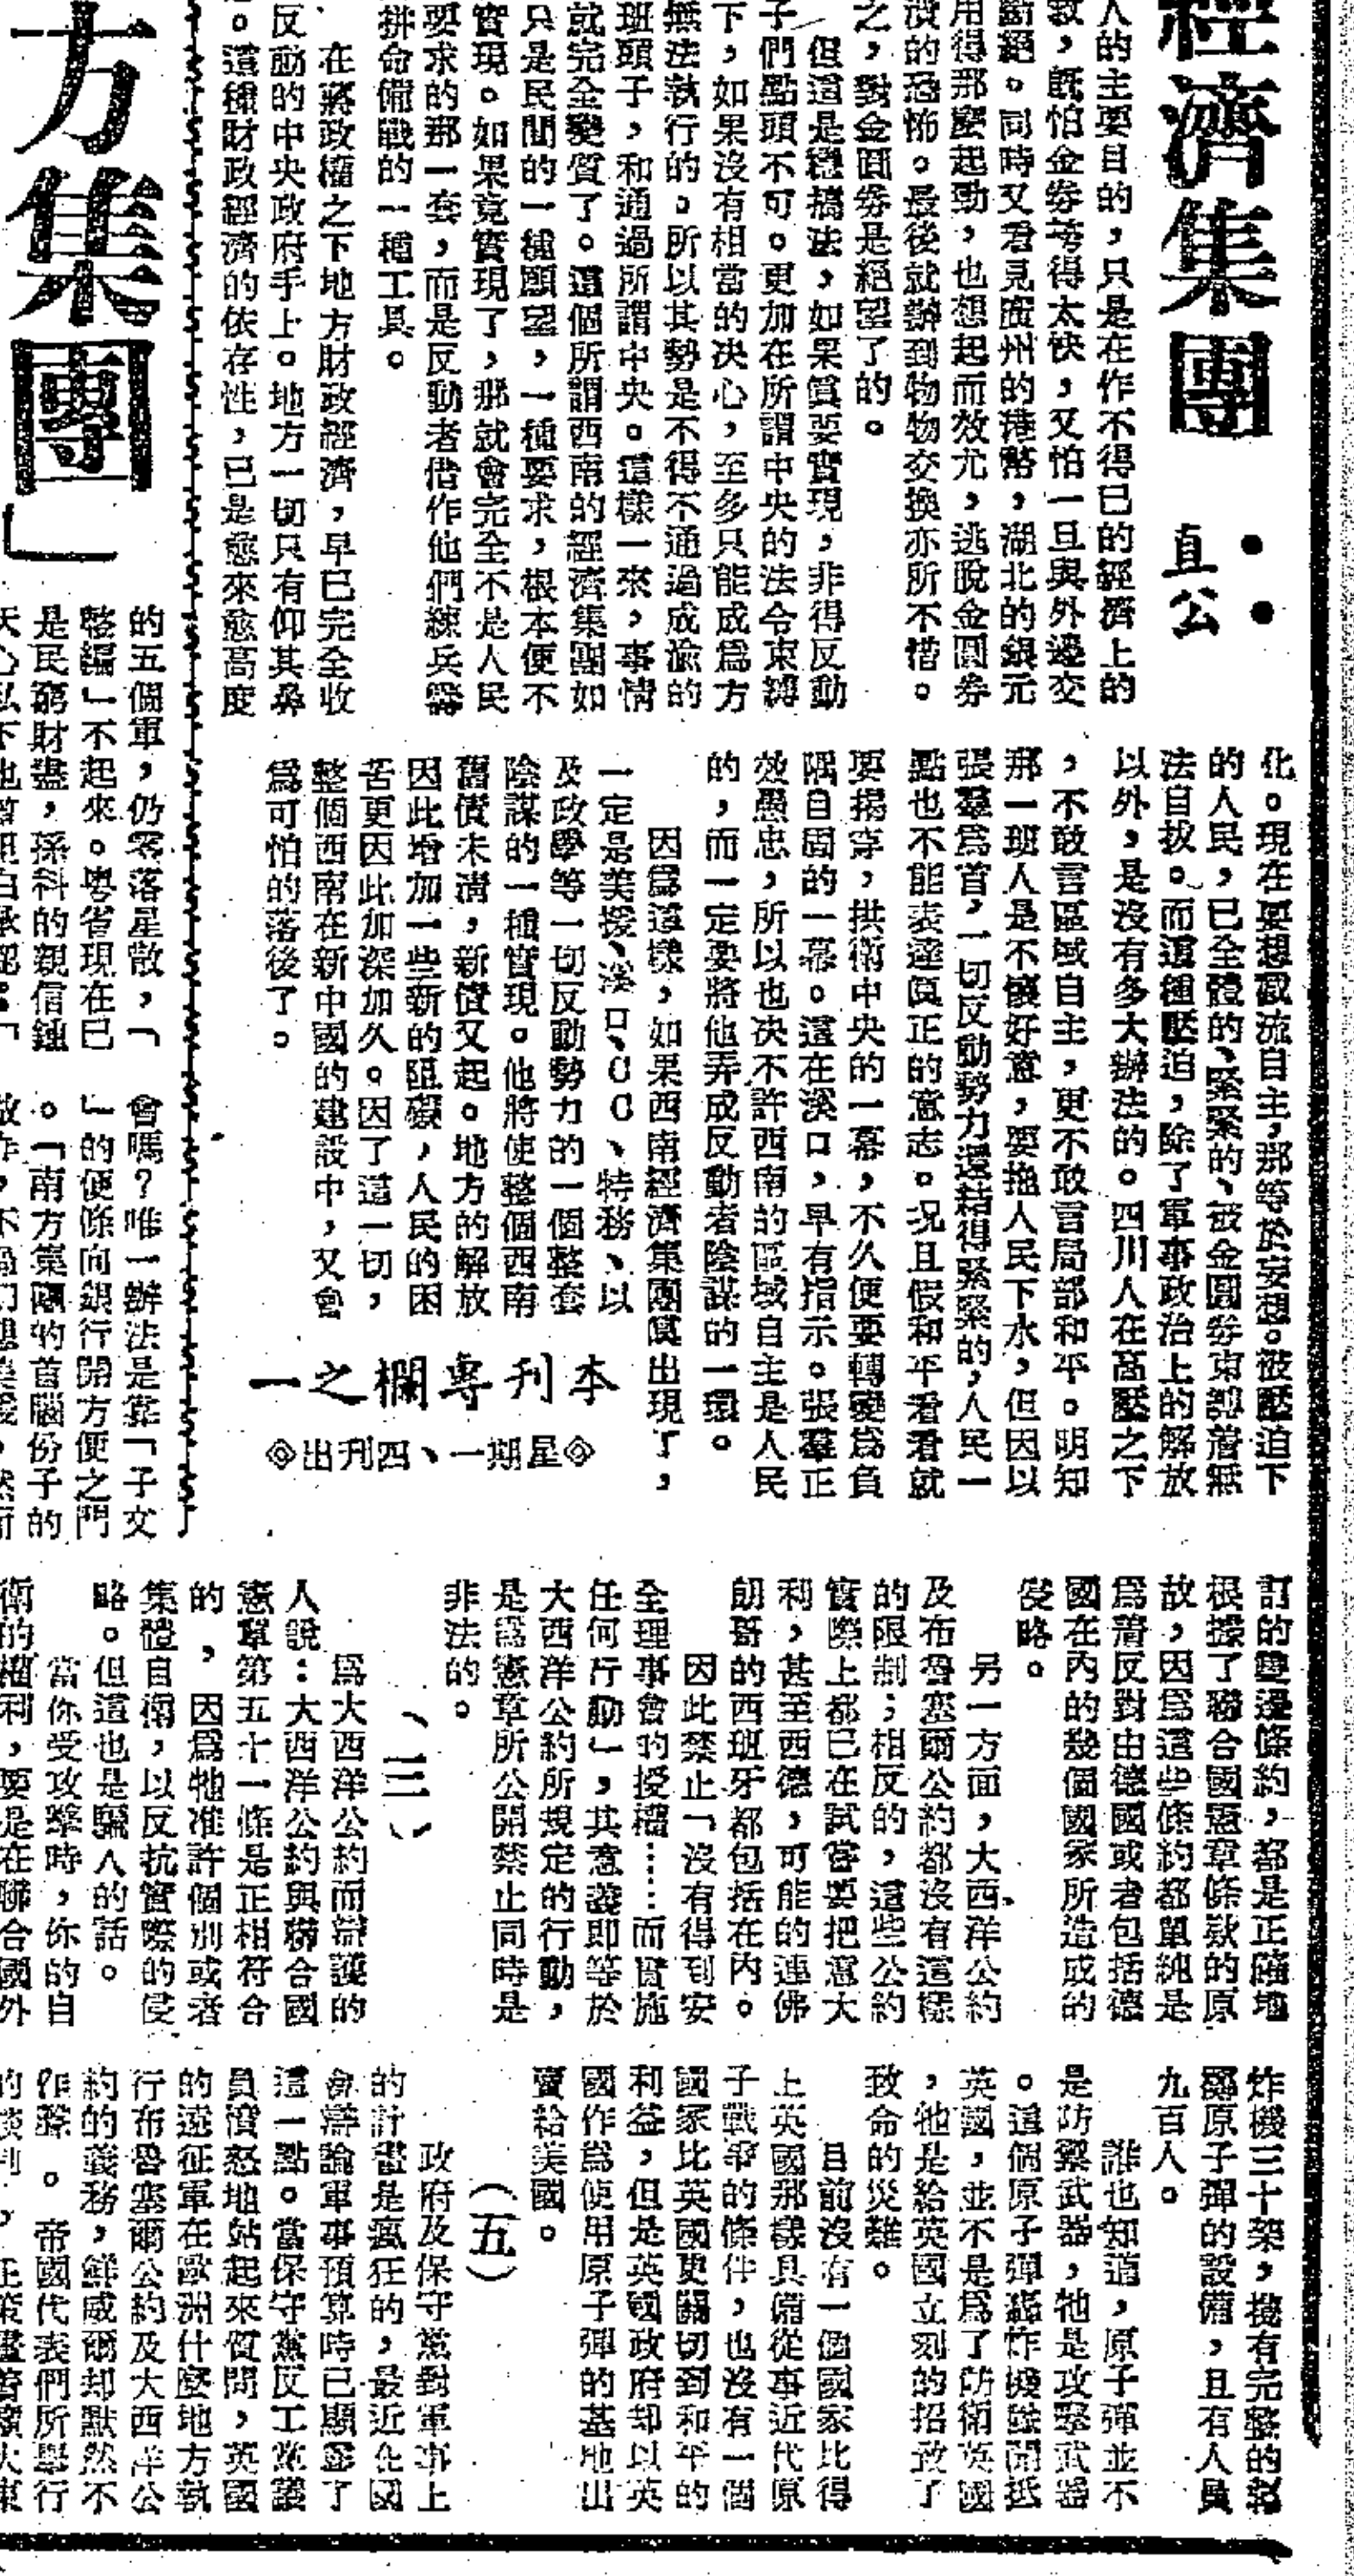 經濟集團
直公
人的主要目的，只是在作不得已的經濟上的
救，既怕金券垮得太快，又怕一旦與外邊交
斷絕。同時又看見廣州的港幣，湖北的銀元
用得那麼起勁，也想起而效尤，逃脫金圓券
潰的恐怖。最後就辦到物物交換亦所不惜。
之，對金圓券是絕望了的。
但這是種搞法，如果質要實現，非得反動
子們點頭不可。更加在所謂中央的法令束縛
下，如果沒有相當的決心，至多只能成爲方
無法執行的。所以其勢是不得不通過成渝的
班頭子，和通過所謂中央。這樣一來，事情
就完全變質了。這個所謂西南的經濟集團如
只是民間的一種願望，一種要求，根本便不
實現。如果竟實現了，那就會完全不是人民
要求的那一套，而是反動者借作他們練兵籌
拼命備戰的一種工具。
在蔣政權之下地方財政經濟，早已完全收
反動的中央政府手上。地方一切只有仰其鼻
。這種財政經濟的依存性，已是愈來愈高度
化。現在要想截流自主，那等於妄想。被壓迫下
的人民，已全體的、緊緊的、被金圓券束縛着無
法自拔。而這種壓迫，除了軍事政治上的解放
以外，是沒有多大辦法的。四川人在高壓之下
，不敢言區域自主，更不敢言局部和平。明知
那一班人是不懷好意，要拖人民下水，但因以
張羣爲首，一切反動勢力還結得緊緊的，人民一
點也不能表達眞正的意志。况且假和平看看就
要揭穿，拱衛中央的一幕，不久便要轉變爲負
隅自固的一幕。這在溪口，早有指示。張羣正
效愚忠，所以也決不許西南的區域自主是人民
的，而一定要將他弄成反動者陰謀的一環。
因爲這樣，如果西南經濟集團眞出現了，
一定是美援、溪口、CC、特務、以
及政學等一切反動勢力的一個整套
陰謀的一種實現。他將使整個西南
舊債未淸，新債又起。地方的解放
因此增加一些新的阻礙，人民的困
苦更因此加深加久。因了這一切，
整個西南在新中國的建設中，又會
爲可怕的落後了。
本刊專欄之一
◈星期一、四刊出◈
方集團」
的五個軍，仍零落星散，「
整編」不起來。粵省現在已
是民窮財盡，孫科的親信鍾
會嗎？唯一辦法是靠「子文
」的便條向銀行開方便之門
。「南方集團的首腦份子的
訂的雙邊條約，都是正確地
根據了聯合國憲章條款的原
故，因爲這些條約都單純是
爲着反對由德國或者包括德
國在內的幾個國家所造成的
侵略。
另一方面，大西洋公約
及布魯塞爾公約都沒有這樣
的限制；相反的，這些公約
實際上都已在試嘗要把意大
利，甚至西德，可能的連佛
朗哥的西班牙都包括在內。
因此禁止「沒有得到安
全理事會的授權……而實施
任何行動」，其意義即等於
大西洋公約所規定的行動，
是爲憲章所公開禁止同時是
非法的。
（三）
爲大西洋公約而辯護的
人說：大西洋公約與聯合國
憲章第五十一條是正相符合
的，因爲牠准許個別或者
集體自衛，以反抗實際的侵
略。但這也是騙人的話。
當你受攻擊時，你的自
衛的權利，要是在聯合國外
炸機三十架，擁有完整的製
鄉原子彈的設備，且有人員
九百人。
誰也知道，原子彈並不
是防禦武器，牠是攻擊武器
。這個原子彈轟炸機隊開抵
英國，並不是爲了防衛英國
，他是給英國立刻的招致了
致命的災難。
目前沒有一個國家比得
上英國那樣具備從事近代原
子戰爭的條件，也沒有一個
國家比英國更關切到和平的
利益，但是英國政府却以英
國作爲使用原子彈的基地出
賣給美國。
（五）
政府及保守黨對軍事上
的計畫是瘋狂的，最近在國
會辯論軍事預算時已顯露了
這一點。當保守黨反工黨議
員憤怒地站起來質問，英國
的遠征軍在歐洲什麼地方執
行布魯塞爾公約及大西洋公
約的義務，鮮威爾却默然不
作聲。帝國代表們所舉行